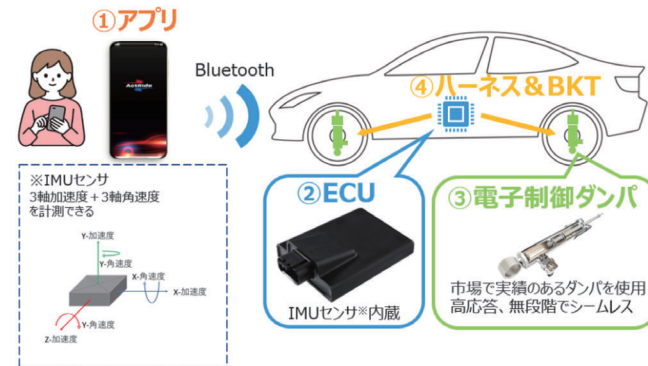 ①アプリ
ActRide
Bluetooth
④ハーネス＆BKT
②ECU
IMUセンサ※内蔵
③電子制御ダンパ
市場で実績のあるダンパを使用
高応答、無段階でシームレス
※IMUセンサ
3軸加速度＋3軸角速度
を計測できる
Y-加速度
Y-角速度
X-角速度
X-加速度
Y-角速度
Z-加速度